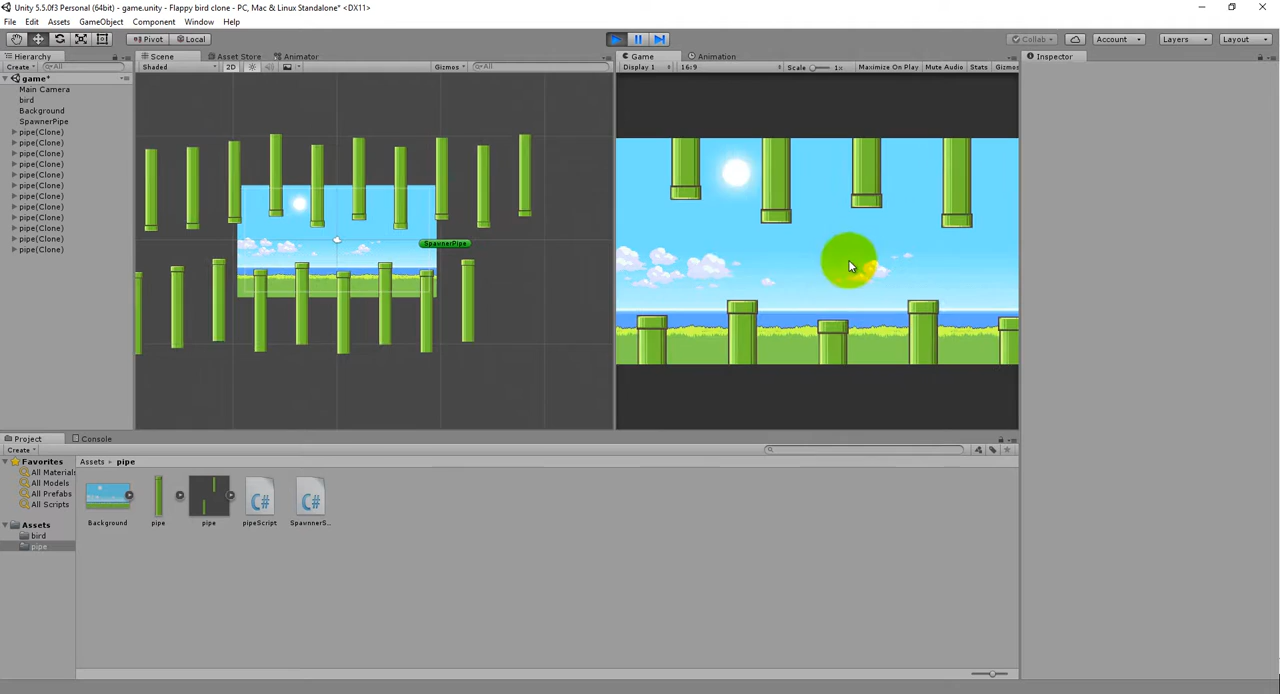 Unity 5.5.0f3 Personal (64bit) - game.unity - Flappy bird clone - PC, Mac & Linux Standalone* <DX11>
File Edit Assets GameObject Component Window Help
Pivot Local Collab Account Layers Layout
Hierarchy Scene Asset Store Animator Game Animation Inspector
Create All Shaded 2D Gizmos All Display 1 16:9 Scale 1x Maximize On Play Mute Audio Stats Gizmos
game*
Main Camera
bird
Background
SpawnerPipe
pipe(Clone)
pipe(Clone)
pipe(Clone)
pipe(Clone)
pipe(Clone)
pipe(Clone)
pipe(Clone)
pipe(Clone)
pipe(Clone)
pipe(Clone)
pipe(Clone)
pipe(Clone)
SpawnerPipe
Project Console
Create
Favorites
All Materials
All Models
All Prefabs
All Scripts
Assets
bird
pipe
Assets pipe
C# C#
Background pipe pipe pipeScript SpawnnerS...